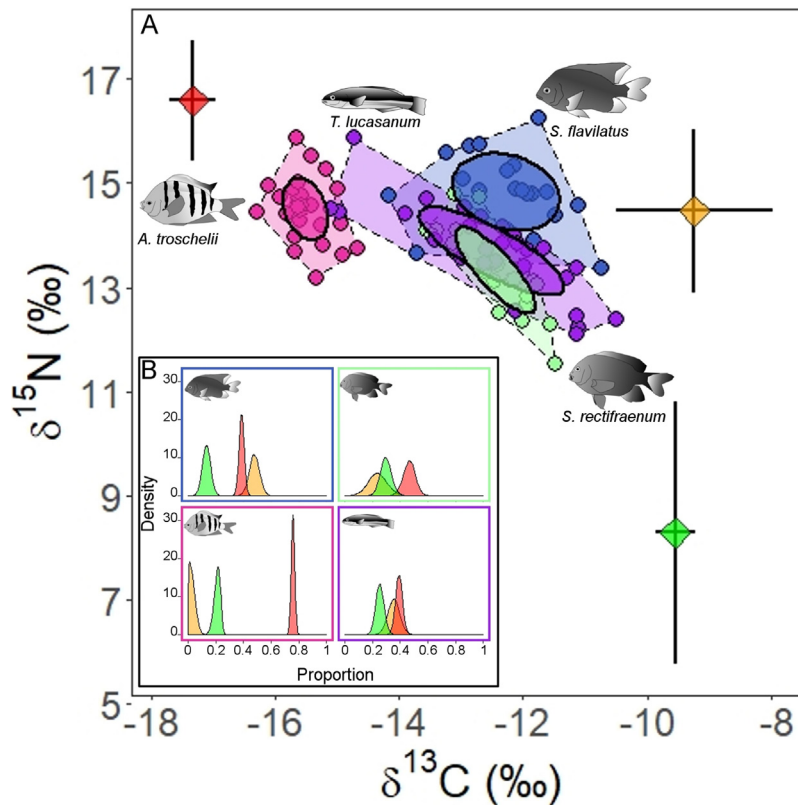 A
17
15
13
11
9
7
5
δ¹⁵N (‰)
T. lucasanum
S. flavilatus
A. troschelii
S. rectifraenum
B
30
20
10
0
30
20
10
0
Density
0 0.2 0.4 0.6 0.8 1 0 0.2 0.4 0.6 0.8 1
Proportion
-18 -16 -14 -12 -10 -8
δ¹³C (‰)